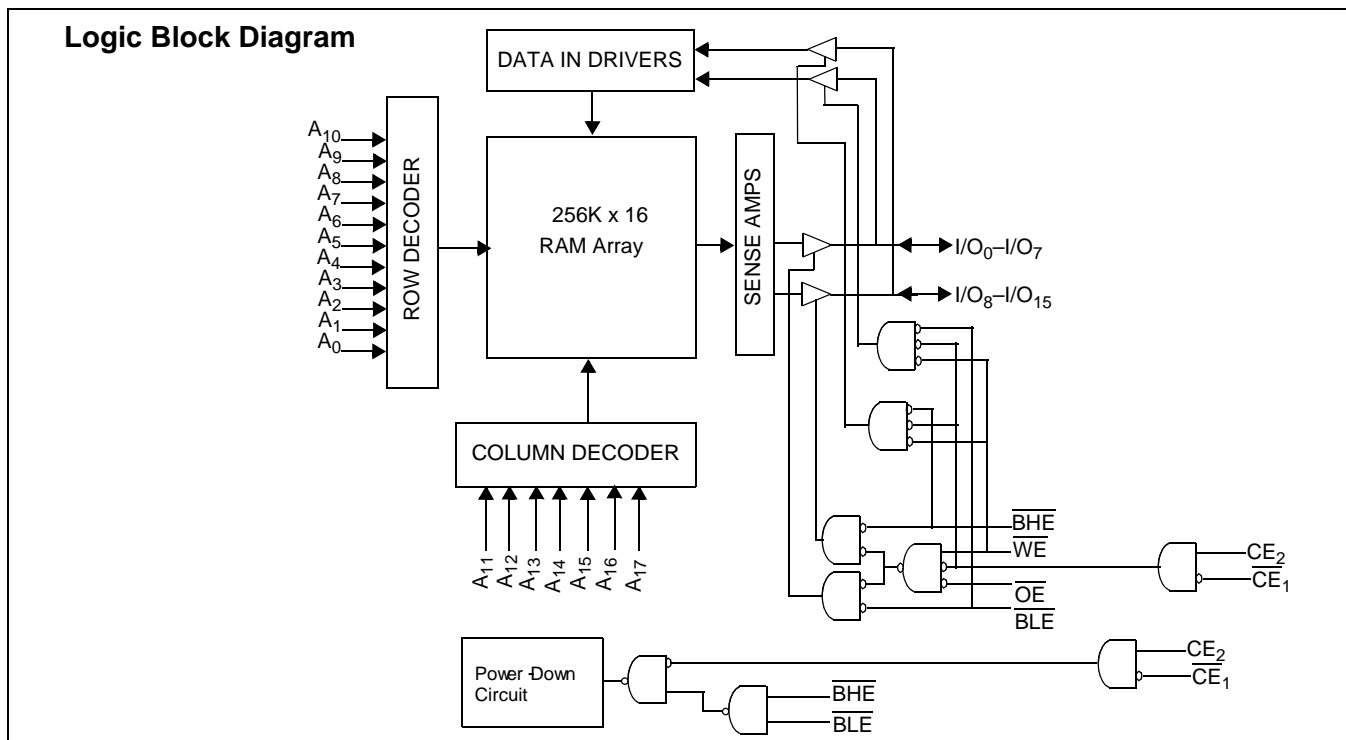 Logic Block Diagram
DATA IN DRIVERS
A10
A9
A8
A7
A6
A5
A4
A3
A2
A1
A0
ROW DECODER
256K x 16
RAM Array
SENSE AMPS
I/O0–I/O7
I/O8–I/O15
COLUMN DECODER
A11
A12
A13
A14
A15
A16
A17
BHE
WE
OE
BLE
CE2
CE1
Power-Down
Circuit
BHE
BLE
CE2
CE1